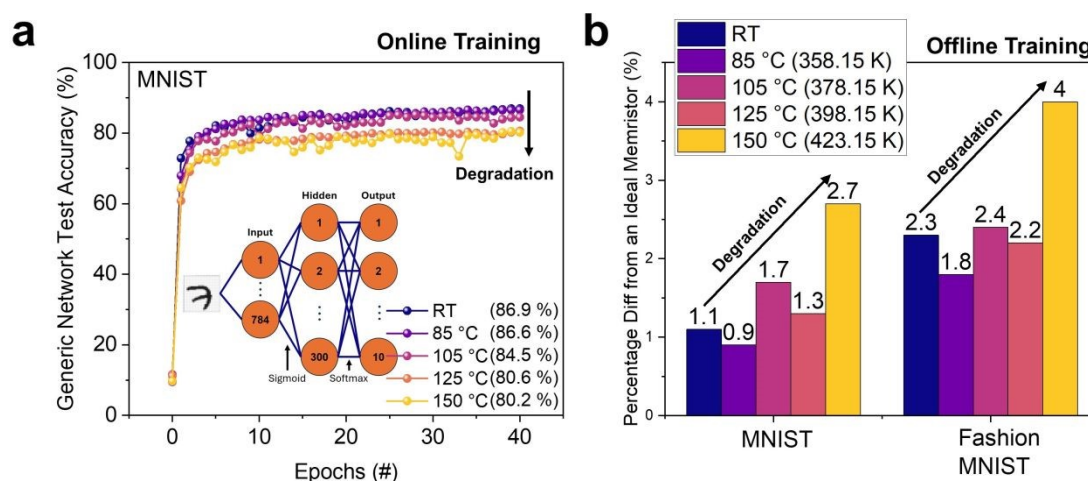 a
Online Training
Generic Network Test Accuracy (%)
100
80
60
40
20
0
MNIST
Degradation
Input
Hidden
Output
1
784
1
2
300
1
2
10
Sigmoid
Softmax
RT (86.9 %)
85 °C (86.6 %)
105 °C (84.5 %)
125 °C (80.6 %)
150 °C (80.2 %)
0 10 20 30 40
Epochs (#)
b
Offline Training
Percentage Diff from an Ideal Memristor (%)
4
3
2
1
0
RT
85 °C (358.15 K)
105 °C (378.15 K)
125 °C (398.15 K)
150 °C (423.15 K)
Degradation
1.1
0.9
1.7
1.3
2.7
Degradation
2.3
1.8
2.4
2.2
4
MNIST
Fashion
MNIST